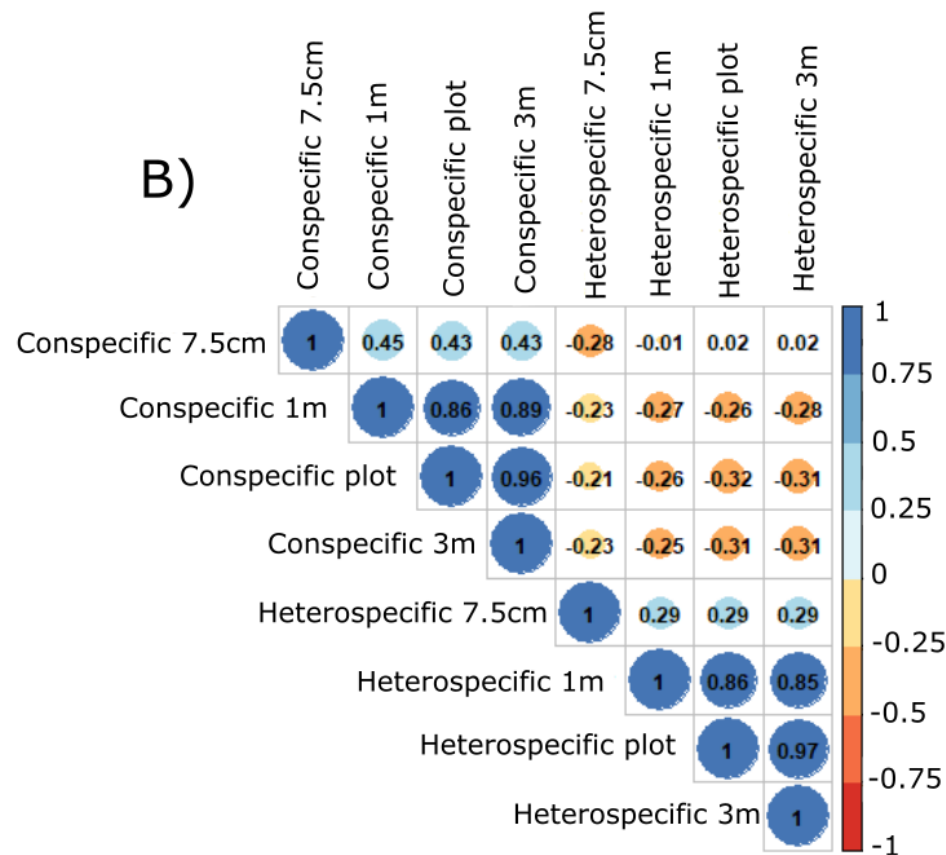 B)
Conspecific 7.5cm
Conspecific 1m
Conspecific plot
Conspecific 3m
Heterospecific 7.5cm
Heterospecific 1m
Heterospecific plot
Heterospecific 3m
Conspecific 7.5cm 1 0.45 0.43 0.43 -0.28 -0.01 0.02 0.02
Conspecific 1m 1 0.86 0.89 -0.23 -0.27 -0.26 -0.28
Conspecific plot 1 0.96 -0.21 -0.26 -0.32 -0.31
Conspecific 3m 1 -0.23 -0.25 -0.31 -0.31
Heterospecific 7.5cm 1 0.29 0.29 0.29
Heterospecific 1m 1 0.86 0.85
Heterospecific plot 1 0.97
Heterospecific 3m 1
1
0.75
0.5
0.25
0
-0.25
-0.5
-0.75
-1